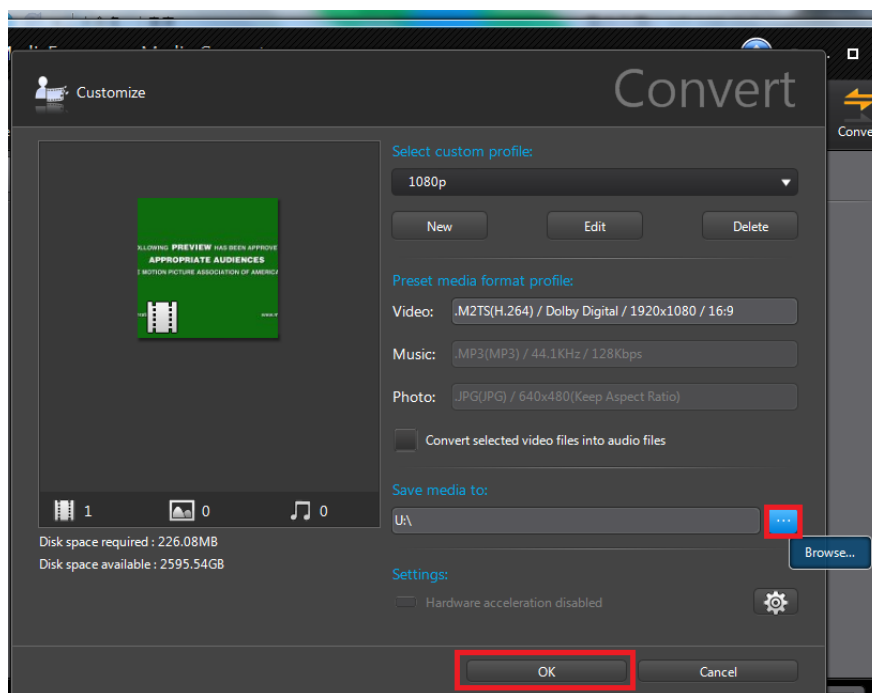 Customize
Convert
Conve
Select custom profile:
1080p
New Edit Delete
LLOWING PREVIEW HAS BEEN APPROVE
APPROPRIATE AUDIENCES
MOTION PICTURE ASSOCIATION OF AMERIC
Preset media format profile:
Video: .M2TS(H.264) / Dolby Digital / 1920x1080 / 16:9
Music: .MP3(MP3) / 44.1KHz / 128Kbps
Photo: .JPG(JPG) / 640x480(Keep Aspect Ratio)
Convert selected video files into audio files
1 0 0
Save media to:
U:\
...
Browse...
Disk space required : 226.08MB
Disk space available : 2595.54GB
Settings:
Hardware acceleration disabled
OK Cancel